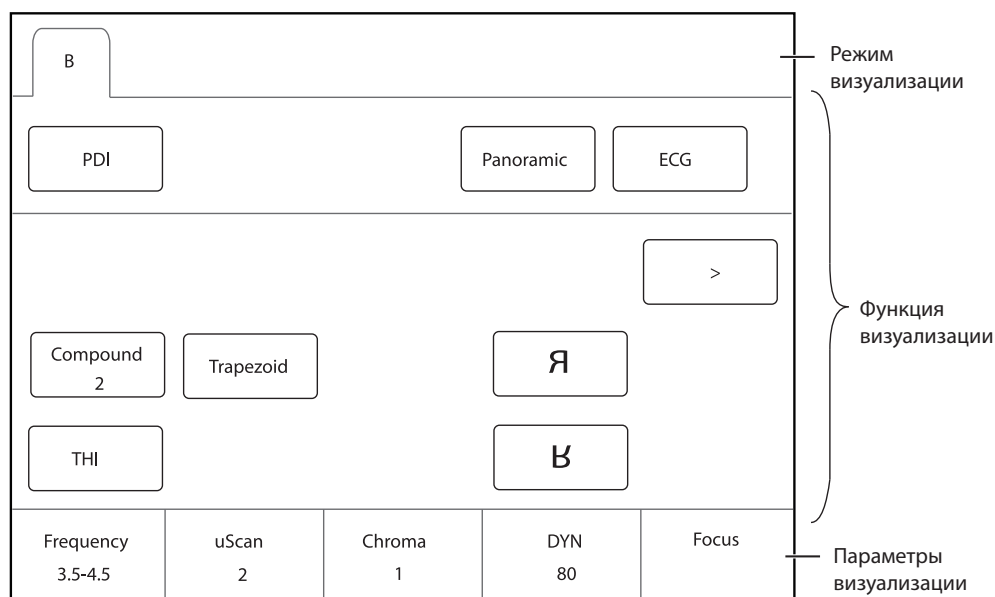 B
Режим
визуализации
PDI
Panoramic
ECG
>
Функция
визуализации
Compound
2
Trapezoid
Я
THI
ʁ
Frequency
3.5-4.5
uScan
2
Chroma
1
DYN
80
Focus
Параметры
визуализации